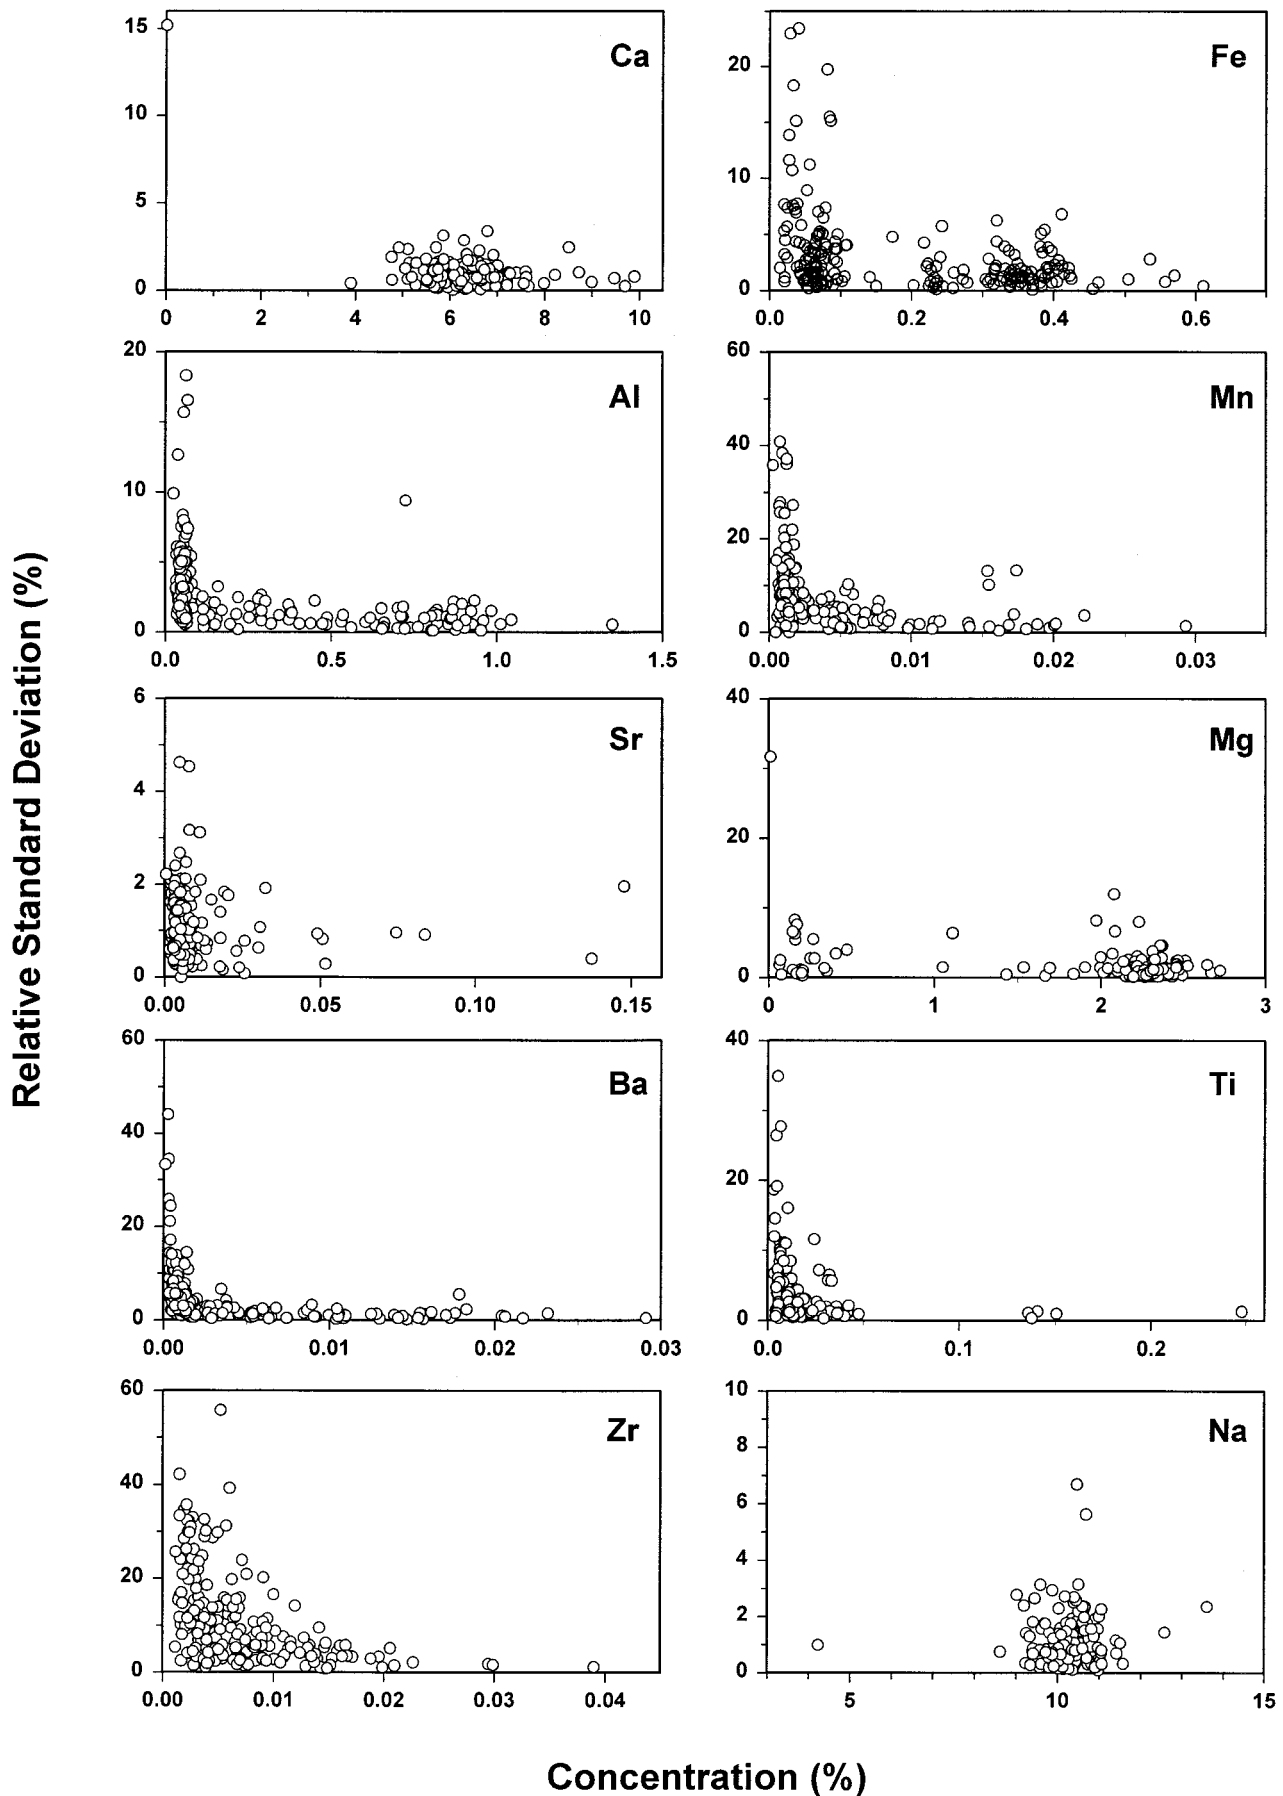 Relative Standard Deviation (%)
15
10
5
0
Ca
0 2 4 6 8 10
20
10
0
Fe
0.0 0.2 0.4 0.6
20
10
0
Al
0.0 0.5 1.0 1.5
60
40
20
0
Mn
0.00 0.01 0.02 0.03
6
4
2
0
Sr
0.00 0.05 0.10 0.15
40
20
0
Mg
0 1 2 3
60
40
20
0
Ba
0.00 0.01 0.02 0.03
40
20
0
Ti
0.0 0.1 0.2
60
40
20
0
Zr
0.00 0.01 0.02 0.03 0.04
10
8
6
4
2
0
Na
5 10 15
Concentration (%)